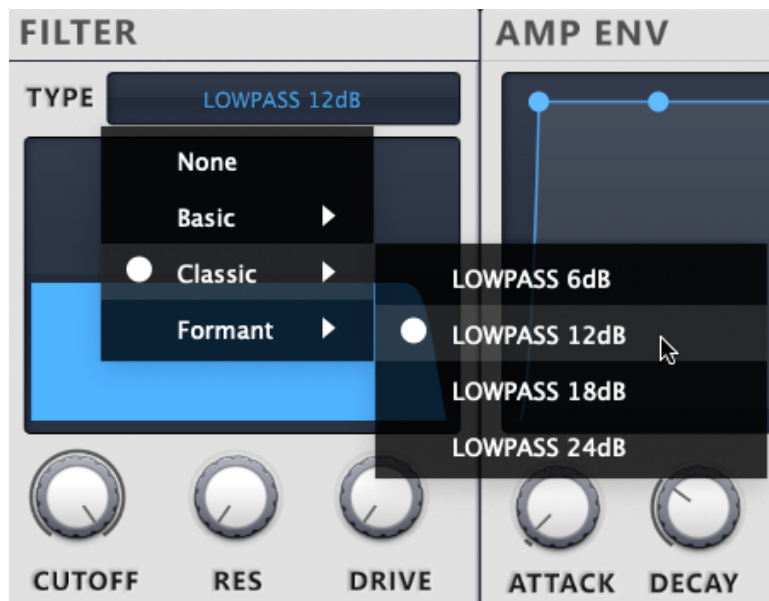 FILTER
AMP ENV
TYPE LOWPASS 12dB
None
Basic
Classic
Formant
LOWPASS 6dB
LOWPASS 12dB
LOWPASS 18dB
LOWPASS 24dB
CUTOFF RES DRIVE
ATTACK DECAY